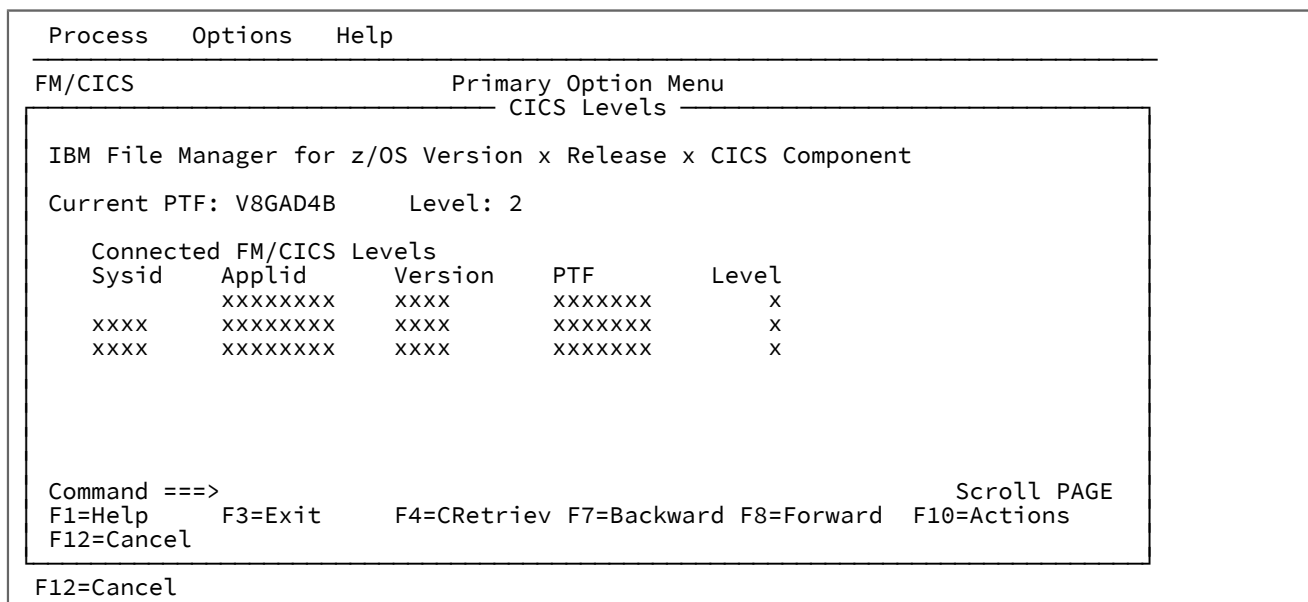 Process   Options   Help
FM/CICS                      Primary Option Menu
CICS Levels
IBM File Manager for z/OS Version x Release x CICS Component
Current PTF: V8GAD4B     Level: 2
   Connected FM/CICS Levels
   Sysid    Applid      Version    PTF        Level
            xxxxxxxx    xxxx       xxxxxxx        x
   xxxx     xxxxxxxx    xxxx       xxxxxxx        x
   xxxx     xxxxxxxx    xxxx       xxxxxxx        x
Command ===>                                                   Scroll PAGE
F1=Help     F3=Exit     F4=CRetriev F7=Backward F8=Forward  F10=Actions
F12=Cancel
F12=Cancel